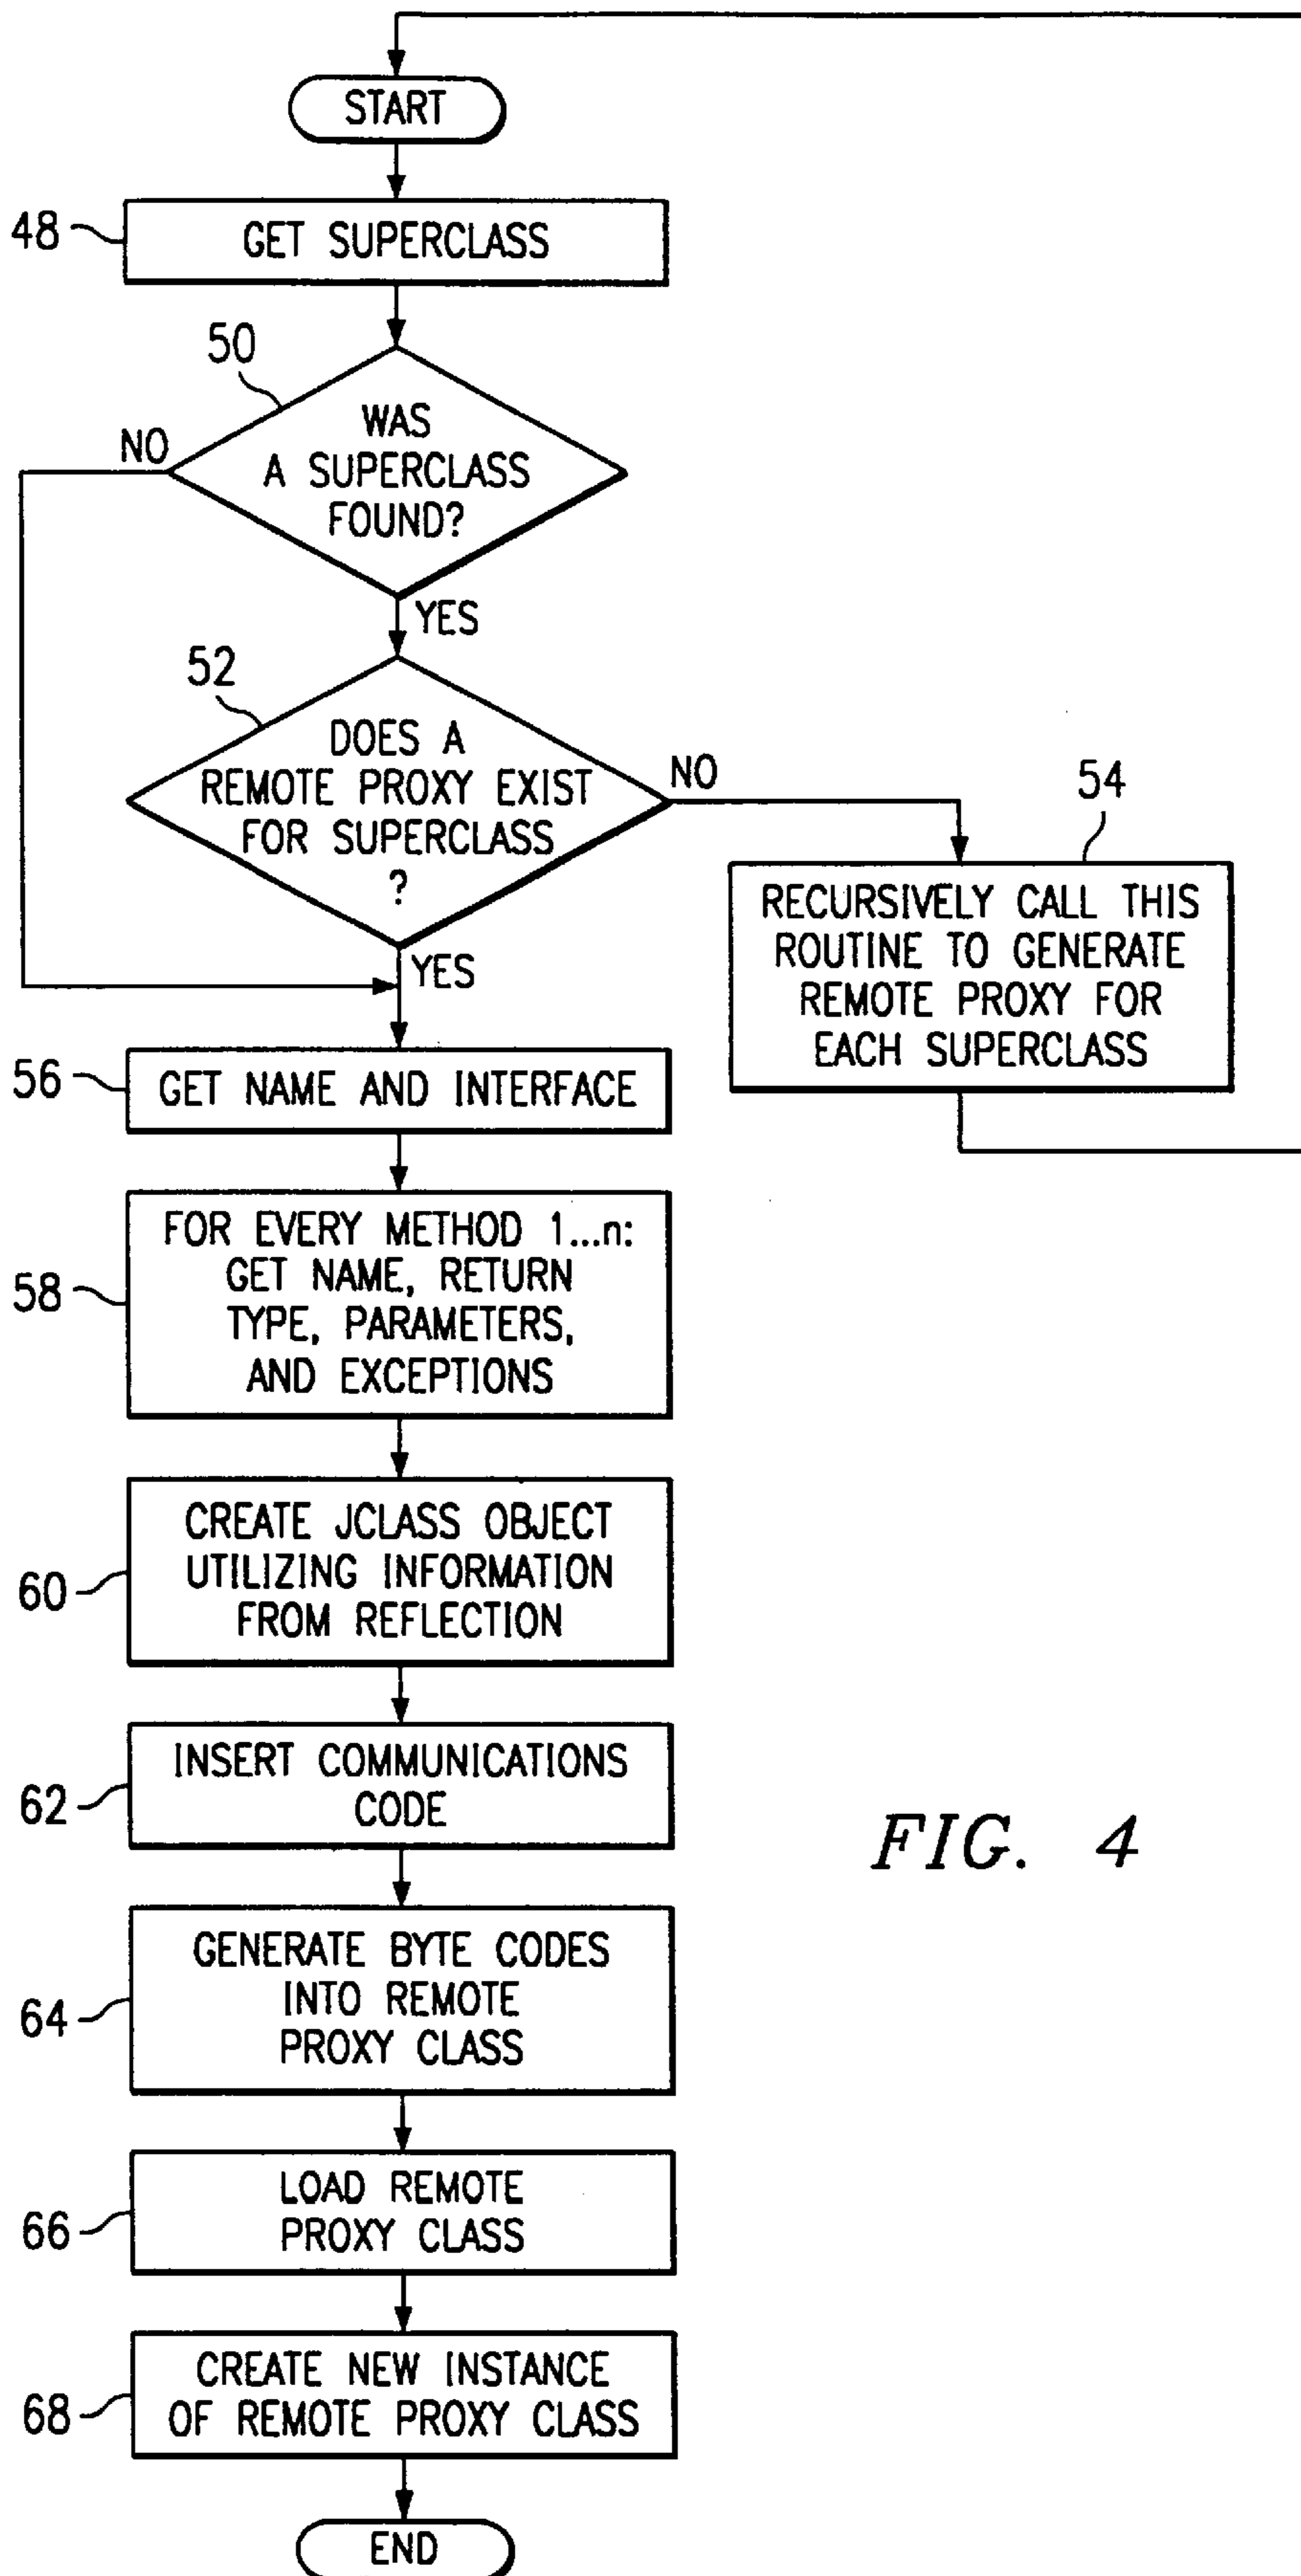 START
48
GET SUPERCLASS
50
WAS
A SUPERCLASS
FOUND?
NO
YES
52
DOES A
REMOTE PROXY EXIST
FOR SUPERCLASS
?
NO
YES
54
RECURSIVELY CALL THIS
ROUTINE TO GENERATE
REMOTE PROXY FOR
EACH SUPERCLASS
56
GET NAME AND INTERFACE
58
FOR EVERY METHOD 1...n:
GET NAME, RETURN
TYPE, PARAMETERS,
AND EXCEPTIONS
60
CREATE JCLASS OBJECT
UTILIZING INFORMATION
FROM REFLECTION
62
INSERT COMMUNICATIONS
CODE
64
GENERATE BYTE CODES
INTO REMOTE
PROXY CLASS
66
LOAD REMOTE
PROXY CLASS
68
CREATE NEW INSTANCE
OF REMOTE PROXY CLASS
END
FIG. 4